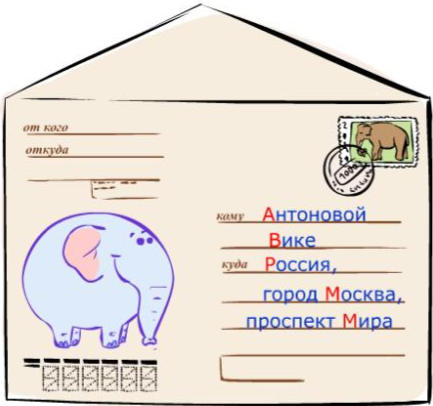 от кого
откуда
кому Антоновой
Вике
куда Россия,
город Москва,
проспект Мира